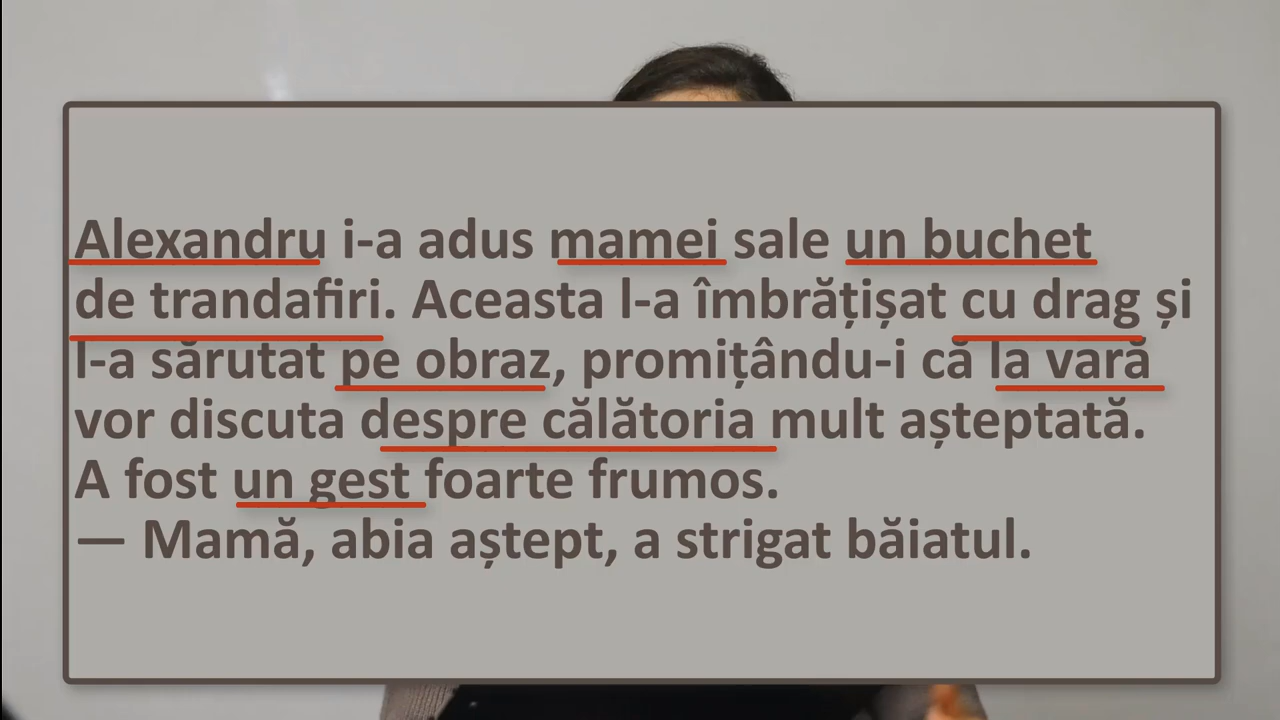 Alexandru i-a adus mamei sale un buchet
de trandafiri. Aceasta l-a îmbrățișat cu drag și
l-a sărutat pe obraz, promițându-i că la vară
vor discuta despre călătoria mult așteptată.
A fost un gest foarte frumos.
— Mamă, abia aștept, a strigat băiatul.